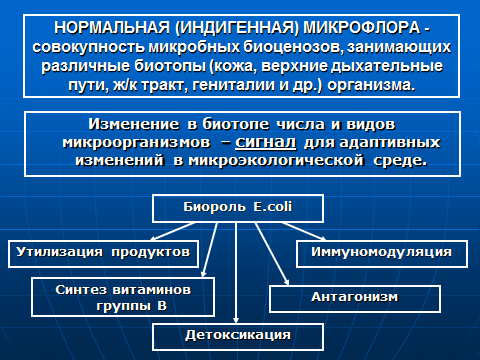 НОРМАЛЬНАЯ (ИНДИГЕННАЯ) МИКРОФЛОРА -
совокупность микробных биоценозов, занимающих
различные биотопы (кожа, верхние дыхательные
пути, ж/к тракт, гениталии и др.) организма.
Изменение в биотопе числа и видов
микроорганизмов – сигнал для адаптивных
изменений в микроэкологической среде.
Биороль E.coli
Утилизация продуктов
Иммуномодуляция
Синтез витаминов
группы В
Антагонизм
Детоксикация